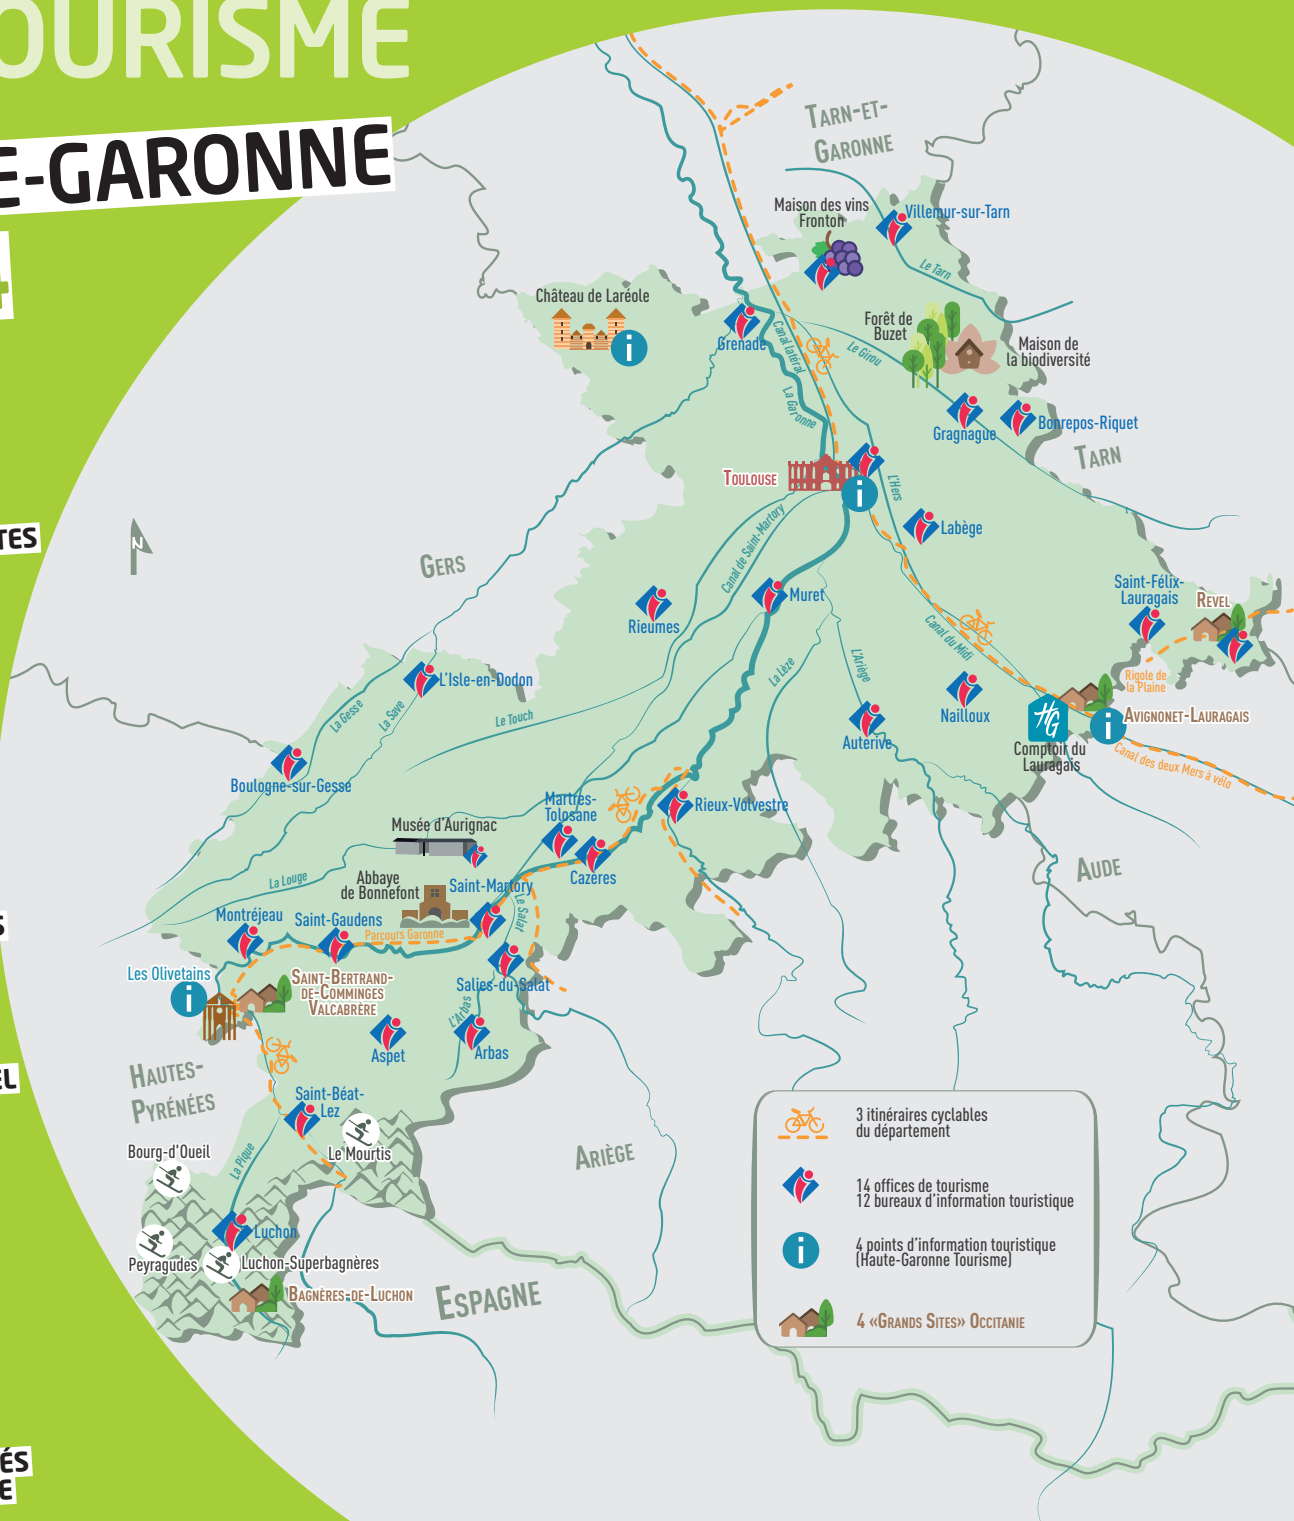 OURISME
E-GARONNE
4
TES
S
EL
ÉS
E
N
TARN-ET-
GARONNE
Maison des vins
Fronton
Villemur-sur-Tarn
Le Tarn
Château de Laréole
i
Grenade
Canal latéral
La Garonne
Le Girou
Forêt de
Buzet
Maison de
la biodiversité
Gragnague
Bonrepos-Riquet
TARN
TOULOUSE
i
L'Hers
Labège
Canal de Saint-Martory
GERS
Rieumes
Muret
Saint-Félix-
Lauragais
REVEL
Canal du Midi
Rigole de
la Plaine
L'Isle-en-Dodon
La Gesse
La Save
Le Touch
La Lèze
L'Ariège
Nailloux
Auterive
HG
i
AVIGNONET-LAURAGAIS
Comptoir du
Lauragais
Canal des deux Mers à vélo
Boulogne-sur-Gesse
Martres-
Tolosane
Rieux-Volvestre
Musée d'Aurignac
Cazères
AUDE
La Louge
Abbaye
de Bonnefont
Saint-Martory
Le Salat
Montréjeau
Saint-Gaudens
Parcours Garonne
Les Olivetains
i
SAINT-BERTRAND-
DE-COMMINGES
VALCABRÈRE
Salies-du-Salat
L'Arbas
Aspet
Arbas
HAUTES-
PYRÉNÉES
Saint-Béat-
Lez
Le Mourtis
Bourg-d'Oueil
La Pique
ARIÈGE
Luchon
Peyragudes
Luchon-Superbagnères
BAGNÈRES-DE-LUCHON
ESPAGNE
3 itinéraires cyclables
du département
14 offices de tourisme
12 bureaux d'information touristique
i
4 points d'information touristique
(Haute-Garonne Tourisme)
4 «GRANDS SITES» OCCITANIE